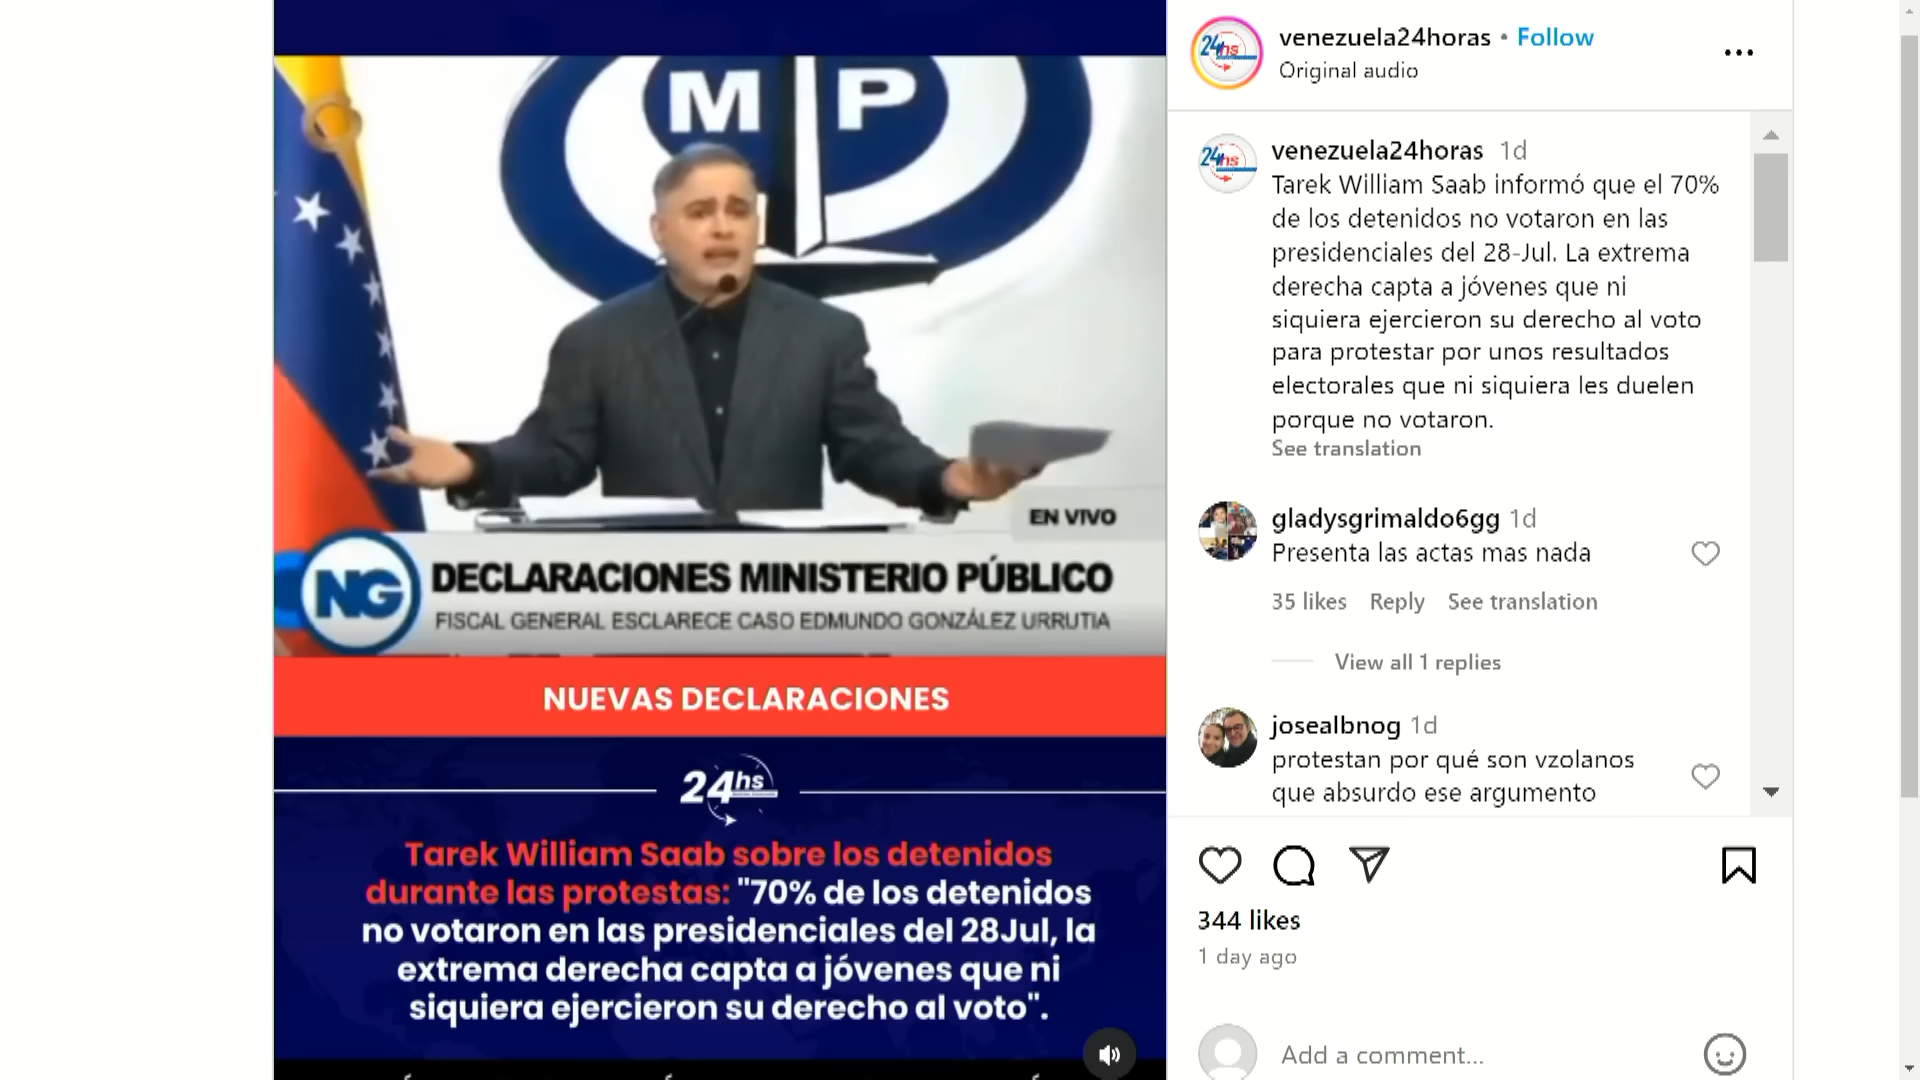 M P
EN VIVO
NG
DECLARACIONES MINISTERIO PÚBLICO
FISCAL GENERAL ESCLARECE CASO EDMUNDO GONZÁLEZ URRUTIA
NUEVAS DECLARACIONES
24hs
Tarek William Saab sobre los detenidos
durante las protestas: "70% de los detenidos
no votaron en las presidenciales del 28Jul, la
extrema derecha capta a jóvenes que ni
siquiera ejercieron su derecho al voto".
24hs
venezuela24horas • Follow
Original audio
24hs
venezuela24horas 1d
Tarek William Saab informó que el 70%
de los detenidos no votaron en las
presidenciales del 28-Jul. La extrema
derecha capta a jóvenes que ni
siquiera ejercieron su derecho al voto
para protestar por unos resultados
electorales que ni siquiera les duelen
porque no votaron.
See translation
gladysgrimaldo6gg 1d
Presenta las actas mas nada
35 likes Reply See translation
View all 1 replies
josealbnog 1d
protestan por qué son vzolanos
que absurdo ese argumento
344 likes
1 day ago
Add a comment...